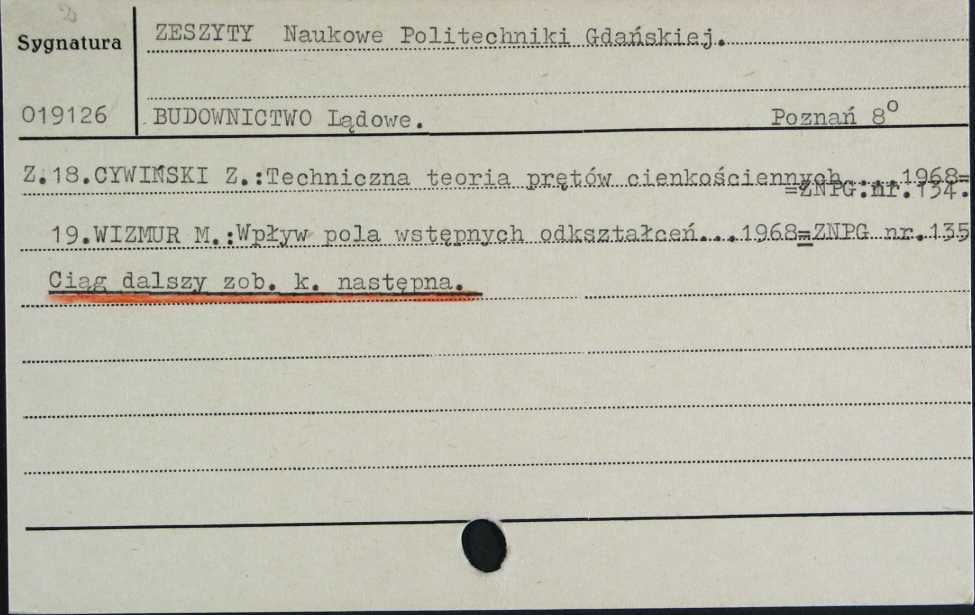 Sygnatura
ZESZYTY Naukowe Politechniki Gdańskiej.
019126
BUDOWNICTWO Lądowe. Poznań 8⁰
Z.18.CYWIŃSKI Z.:Techniczna teoria prętów cienkościennych...1968=
=ZNPG:nr.134.
19.WIZMUR M.:Wpływ pola wstępnych odkształceń...1968=ZNPG nr.135
Ciąg dalszy zob. k. następna.